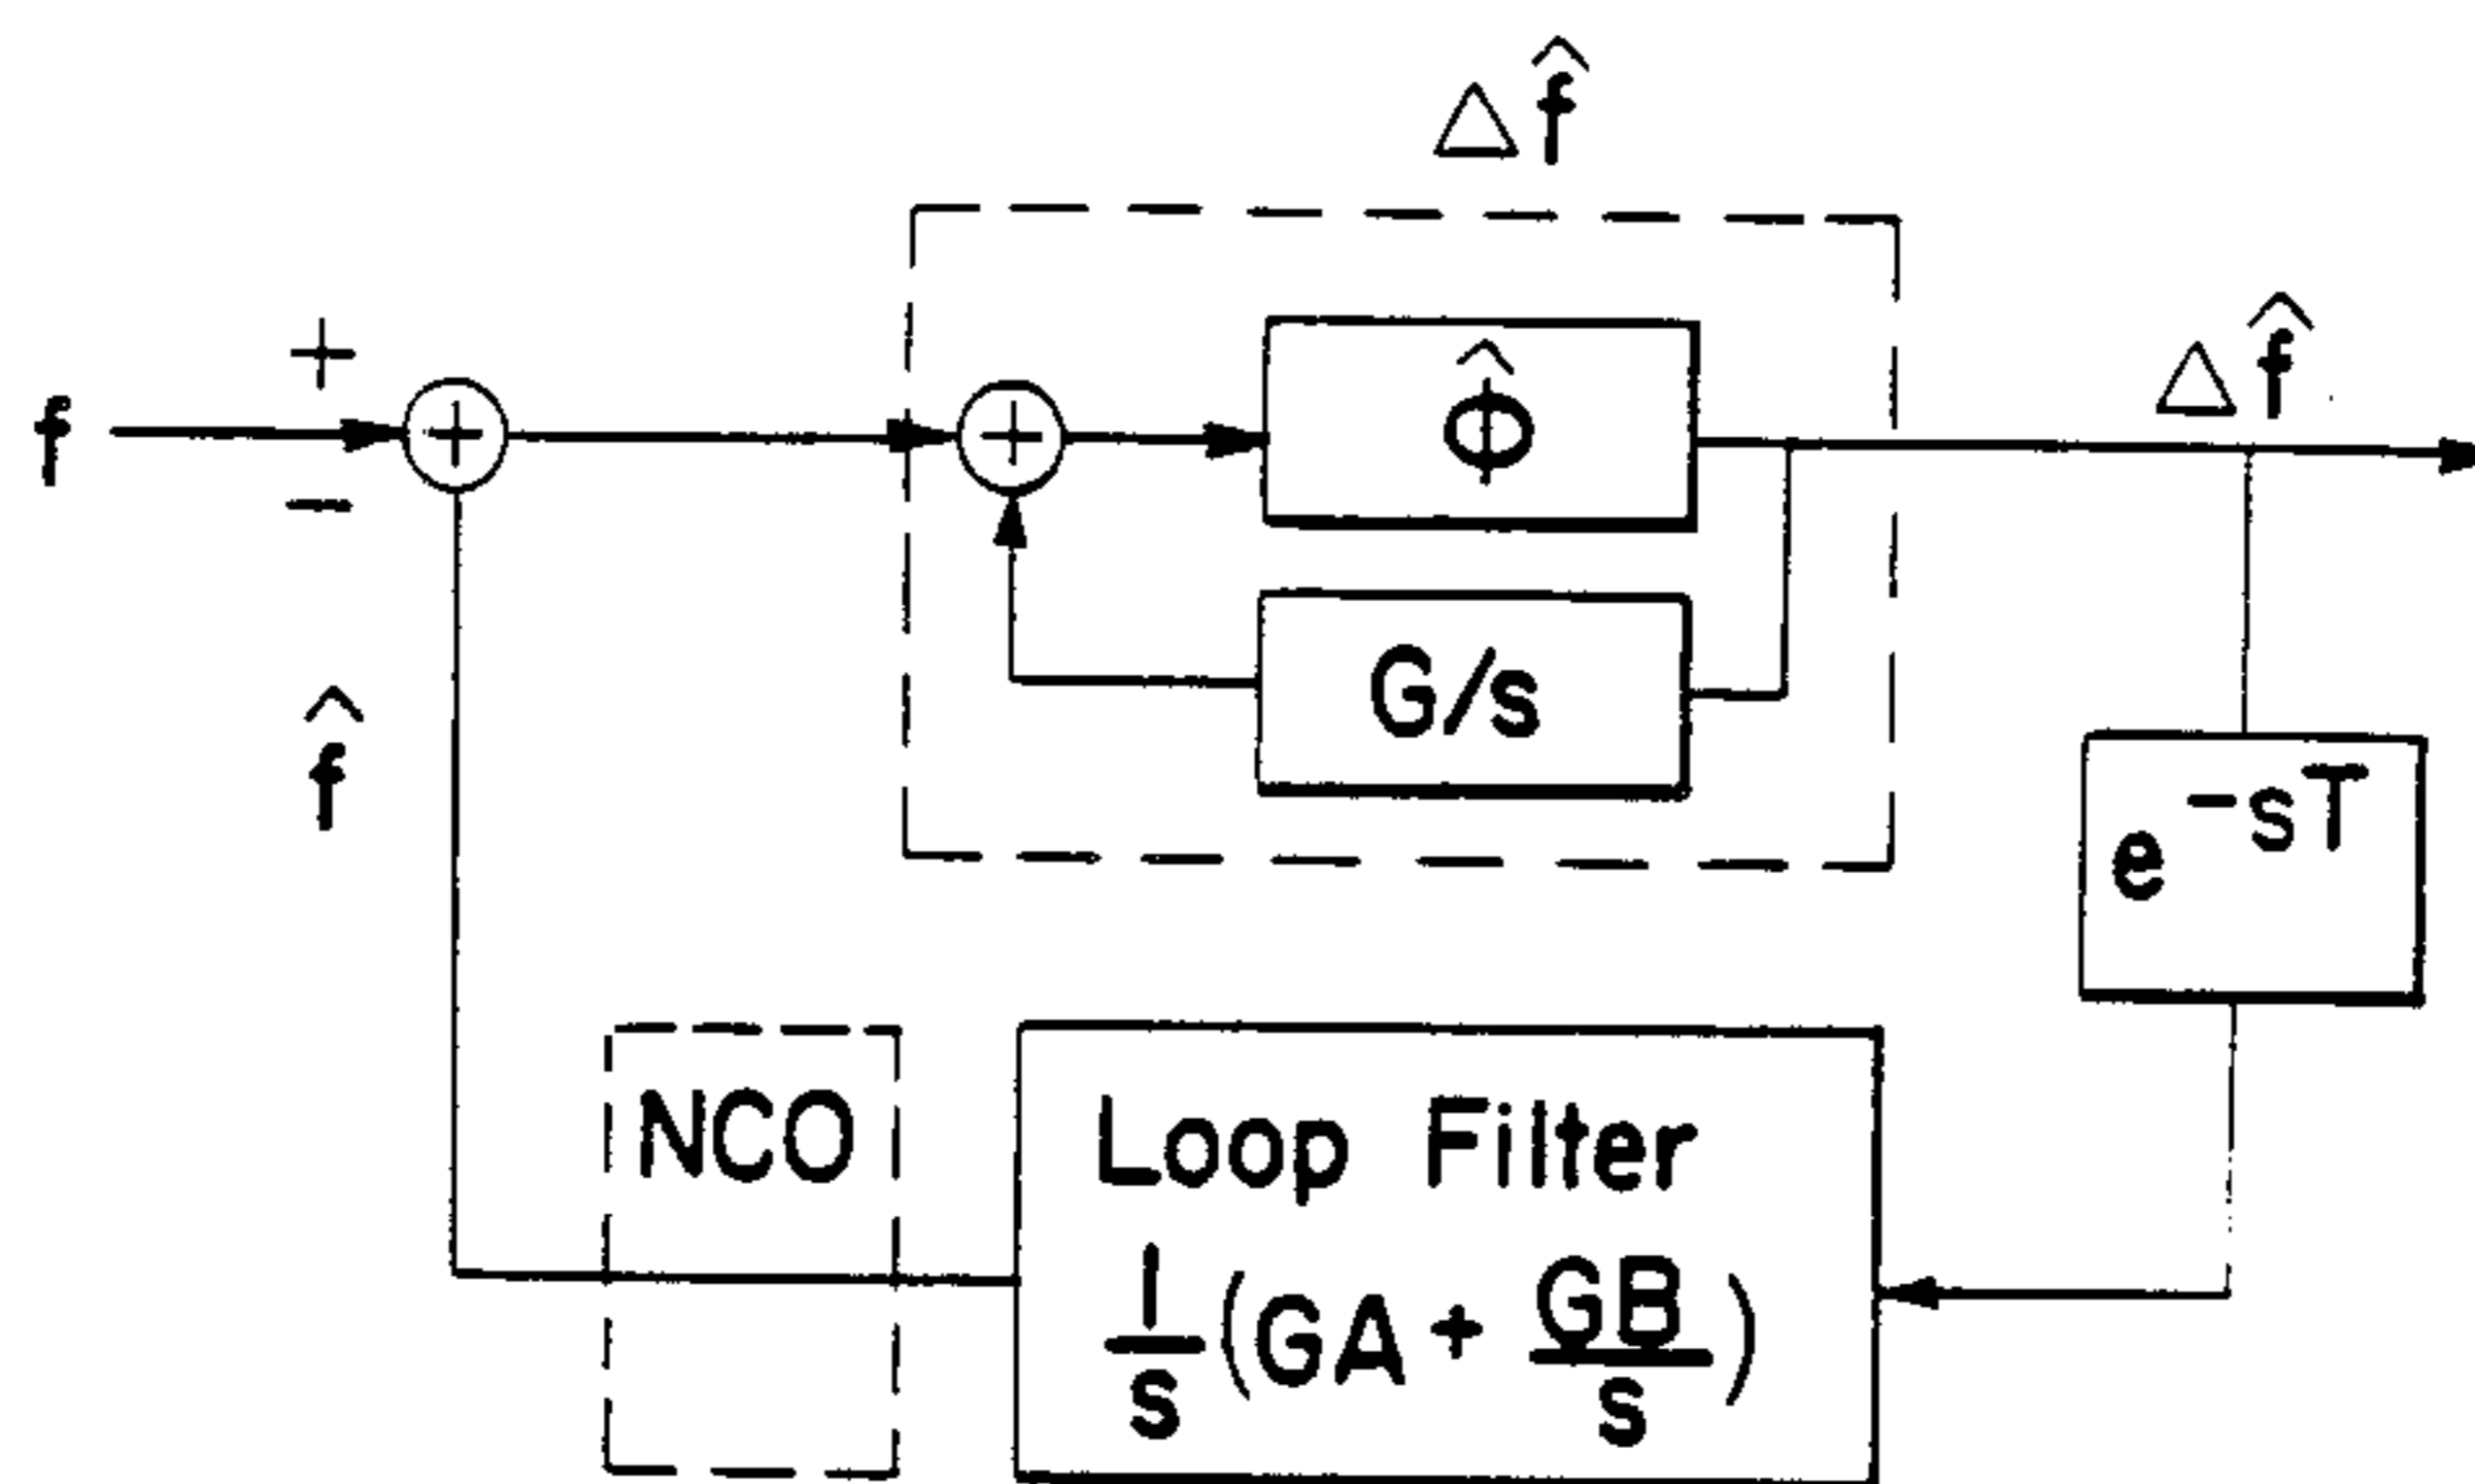 Δf̂
+
f
+
+
Φ̂
Δf̂
−
G/s
f̂
e^{-sT}
NCO
Loop Filter
1/s (GA + GB/s)